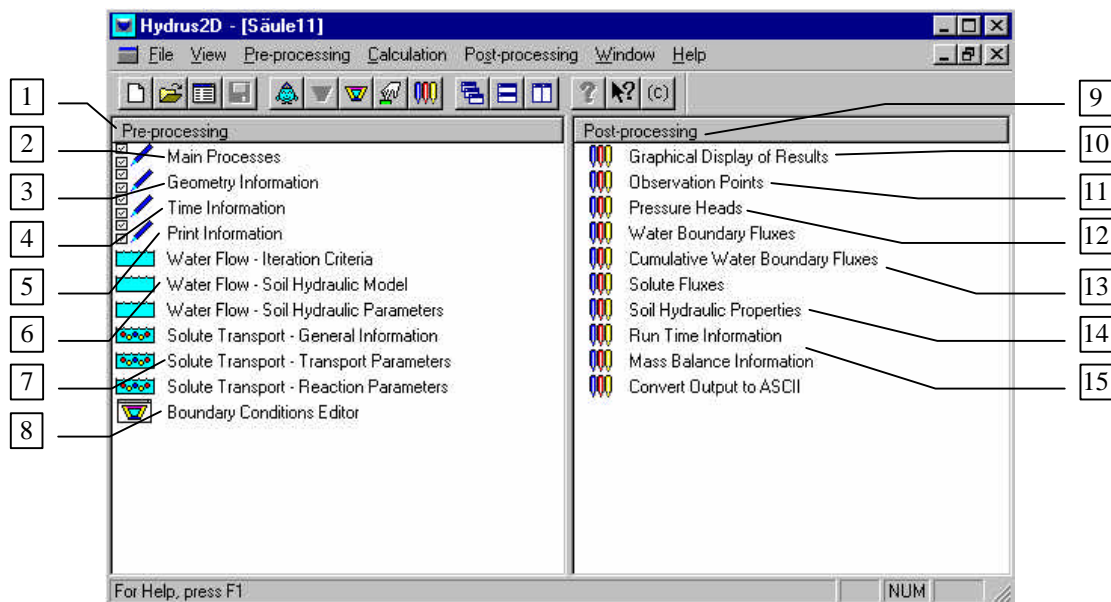 Hydrus2D - [Säule11]
File View Pre-processing Calculation Post-processing Window Help
(C)
1
Pre-processing
2
Main Processes
3
Geometry Information
4
Time Information
5
Print Information
Water Flow - Iteration Criteria
6
Water Flow - Soil Hydraulic Model
Water Flow - Soil Hydraulic Parameters
Solute Transport - General Information
7
Solute Transport - Transport Parameters
Solute Transport - Reaction Parameters
8
Boundary Conditions Editor
9
Post-processing
10
Graphical Display of Results
11
Observation Points
12
Pressure Heads
Water Boundary Fluxes
13
Cumulative Water Boundary Fluxes
Solute Fluxes
14
Soil Hydraulic Properties
15
Run Time Information
Mass Balance Information
Convert Output to ASCII
For Help, press F1
NUM